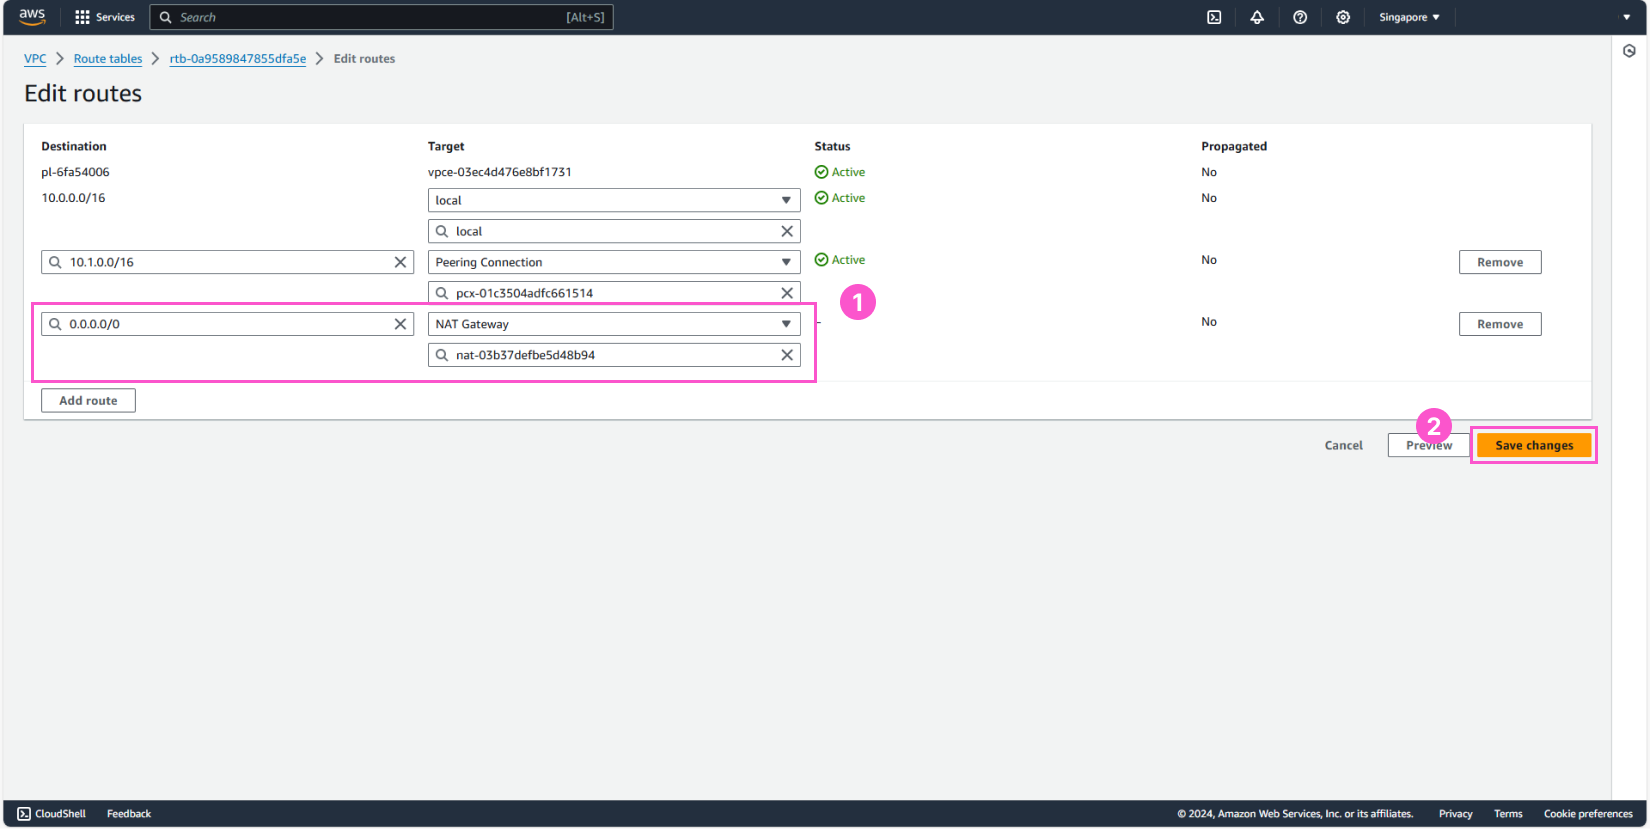 aws Services Search [Alt+S] Singapore
VPC Route tables rtb-0a9589847855dfa5e Edit routes
Edit routes
Destination Target Status Propagated
pl-6fa54006 vpce-03ec4d476e8bf1731 Active No
10.0.0.0/16 local Active No
local
10.1.0.0/16 Peering Connection Active No Remove
pcx-01c3504adfc661514
1
0.0.0.0/0 NAT Gateway – No Remove
nat-03b37defbe5d48b94
Add route
2
Cancel Preview Save changes
CloudShell Feedback © 2024, Amazon Web Services, Inc. or its affiliates. Privacy Terms Cookie preferences